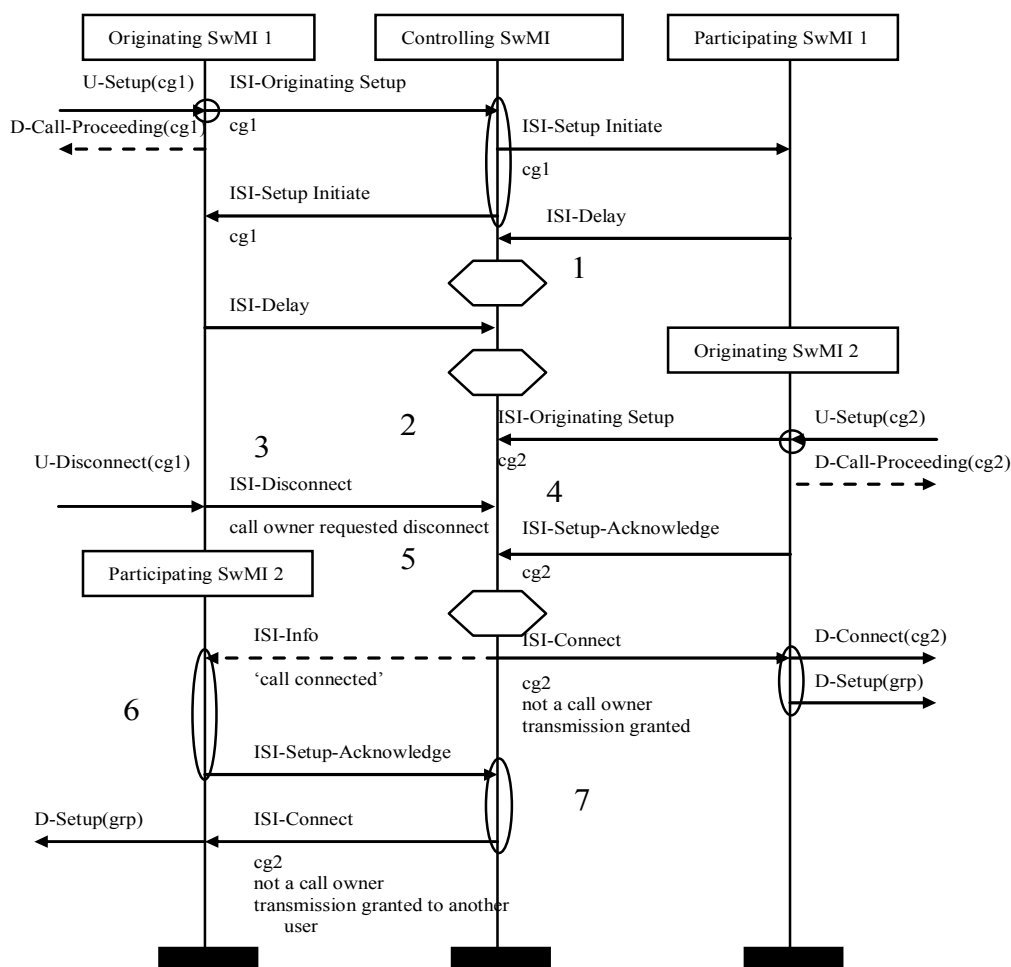 Originating SwMI 1
Controlling SwMI
Participating SwMI 1
U-Setup(cg1)
ISI-Originating Setup
D-Call-Proceeding(cg1)
cg1
ISI-Setup Initiate
cg1
ISI-Setup Initiate
cg1
ISI-Delay
1
ISI-Delay
Originating SwMI 2
2
ISI-Originating Setup
U-Setup(cg2)
3
cg2
D-Call-Proceeding(cg2)
U-Disconnect(cg1)
ISI-Disconnect
4
call owner requested disconnect
ISI-Setup-Acknowledge
5
cg2
Participating SwMI 2
ISI-Info
ISI-Connect
D-Connect(cg2)
‘call connected’
cg2
not a call owner
transmission granted
D-Setup(grp)
6
ISI-Setup-Acknowledge
7
D-Setup(grp)
ISI-Connect
cg2
not a call owner
transmission granted to another
user